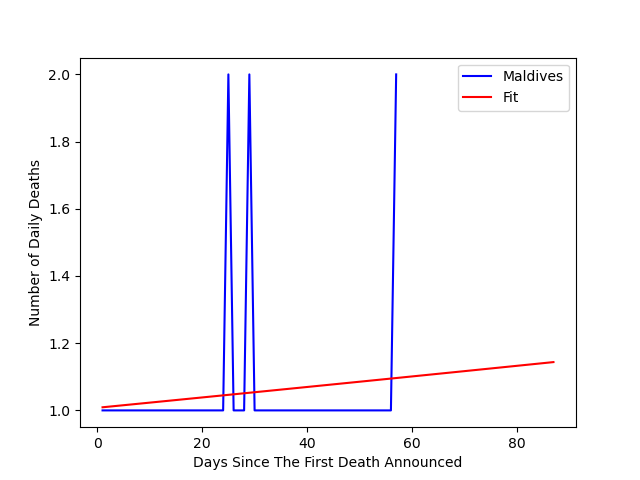 Maldives
Fit
2.0
1.8
1.6
1.4
1.2
1.0
Number of Daily Deaths
0 20 40 60 80
Days Since The First Death Announced